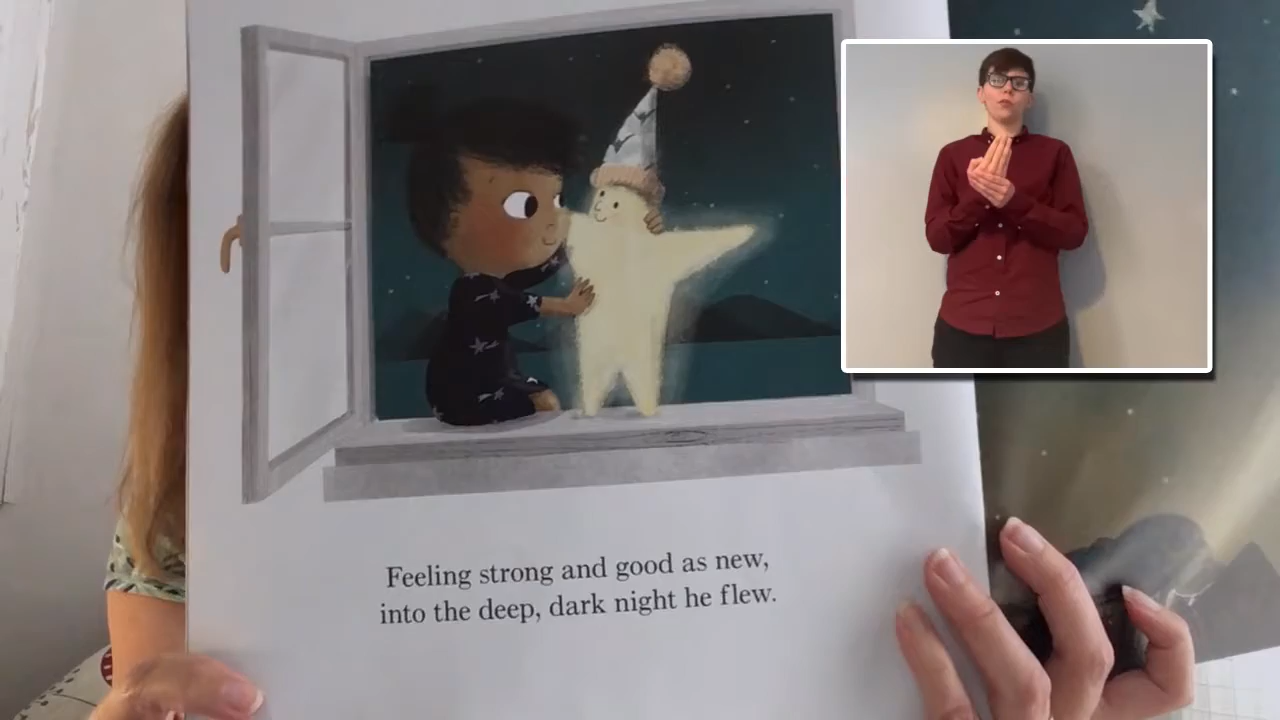 Feeling strong and good as new,
into the deep, dark night he flew.